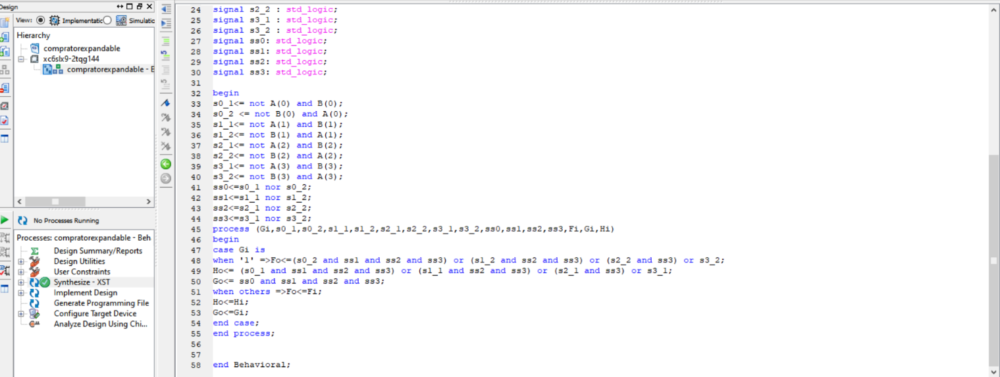 Design
View:
Implementatic
Simulatic
Hierarchy
compratorexpandable
xc6slx9-2tqg144
compratorexpandable - B
No Processes Running
Processes: compratorexpandable - Beh
Design Summary/Reports
Design Utilities
User Constraints
Synthesize - XST
Implement Design
Generate Programming File
Configure Target Device
Analyze Design Using Chi...
24 signal s2_2 : std_logic;
25 signal s3_1 : std_logic;
26 signal s3_2 : std_logic;
27 signal ss0: std_logic;
28 signal ss1: std_logic;
29 signal ss2: std_logic;
30 signal ss3: std_logic;
31
32 begin
33 s0_1<= not A(0) and B(0);
34 s0_2 <= not B(0) and A(0);
35 s1_1<= not A(1) and B(1);
36 s1_2<= not B(1) and A(1);
37 s2_1<= not A(2) and B(2);
38 s2_2<= not B(2) and A(2);
39 s3_1<= not A(3) and B(3);
40 s3_2<= not B(3) and A(3);
41 ss0<=s0_1 nor s0_2;
42 ss1<=s1_1 nor s1_2;
43 ss2<=s2_1 nor s2_2;
44 ss3<=s3_1 nor s3_2;
45 process (Gi,s0_1,s0_2,s1_1,s1_2,s2_1,s2_2,s3_1,s3_2,ss0,ss1,ss2,ss3,Fi,Gi,Hi)
46 begin
47 case Gi is
48 when '1' =>Fo<=(s0_2 and ss1 and ss2 and ss3) or (s1_2 and ss2 and ss3) or (s2_2 and ss3) or s3_2;
49 Ho<= (s0_1 and ss1 and ss2 and ss3) or (s1_1 and ss2 and ss3) or (s2_1 and ss3) or s3_1;
50 Go<= ss0 and ss1 and ss2 and ss3;
51 when others =>Fo<=Fi;
52 Ho<=Hi;
53 Go<=Gi;
54 end case;
55 end process;
56
57
58 end Behavioral;